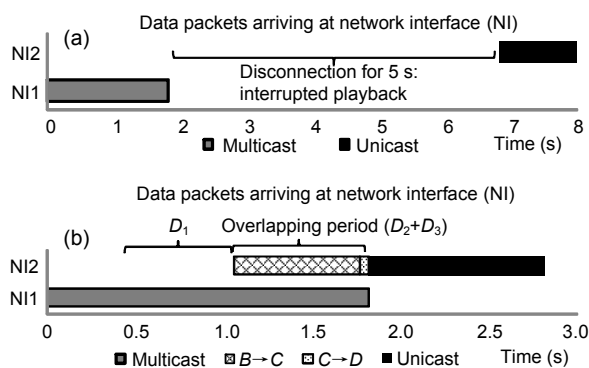 (a) Data packets arriving at network interface (NI)
NI2
Disconnection for 5 s:
interrupted playback
NI1
0 1 2 3 4 5 6 7 8
Multicast Unicast Time (s)
Data packets arriving at network interface (NI)
(b) D1 Overlapping period (D2+D3)
NI2
NI1
0 0.5 1.0 1.5 2.0 2.5 3.0
Multicast B→C C→D Unicast Time (s)